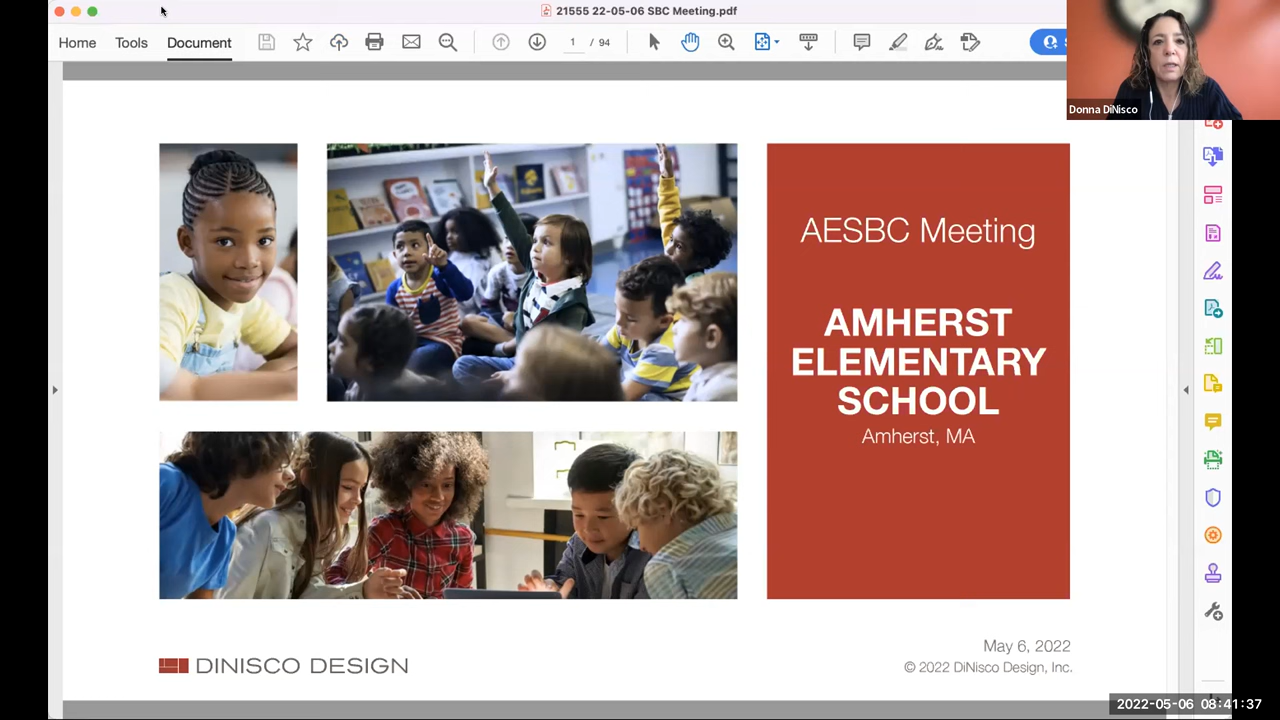 21555 22-05-06 SBC Meeting.pdf
Home
Tools
Document
1 / 94
Donna DiNisco
AESBC Meeting
AMHERST
ELEMENTARY
SCHOOL
Amherst, MA
DINISCO DESIGN
May 6, 2022
© 2022 DiNisco Design, Inc.
2022-05-06 08:41:37